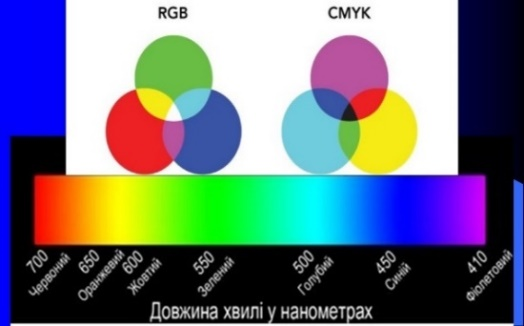 RGB
CMYK
700 Червоний
650 Оранжевий
600 Жовтий
550 Зелений
500 Голубий
450 Синій
410 Фіолетовий
Довжина хвилі у нанометрах